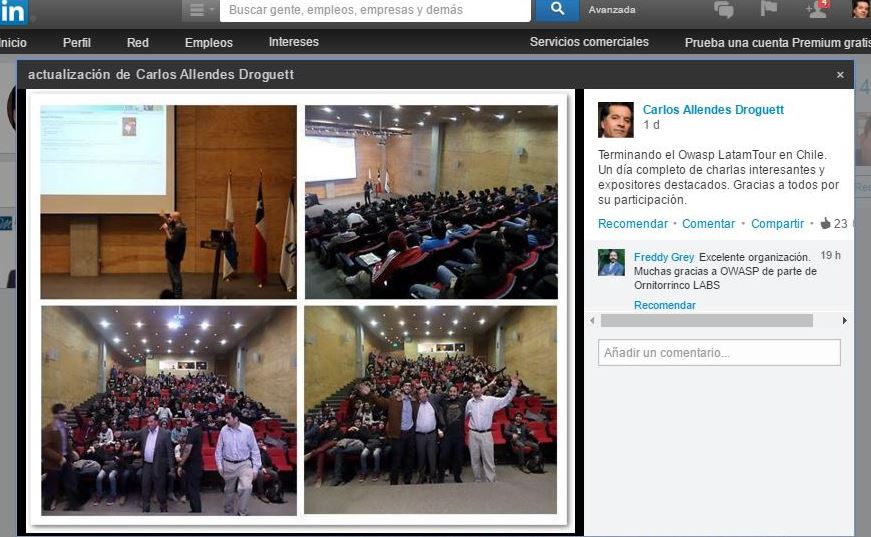 in
Buscar gente, empleos, empresas y demás
Avanzada
4
Inicio
Perfil
Red
Empleos
Intereses
Servicios comerciales
Prueba una cuenta Premium gratis
actualización de Carlos Allendes Droguett
×
Carlos Allendes Droguett
1 d
Terminando el Owasp LatamTour en Chile.
Un día completo de charlas interesantes y
expositores destacados. Gracias a todos por
su participación.
Recomendar • Comentar • Compartir • 23
Freddy Grey Excelente organización. 19 h
Muchas gracias a OWASP de parte de
Ornitorrinco LABS
Recomendar
Añadir un comentario...